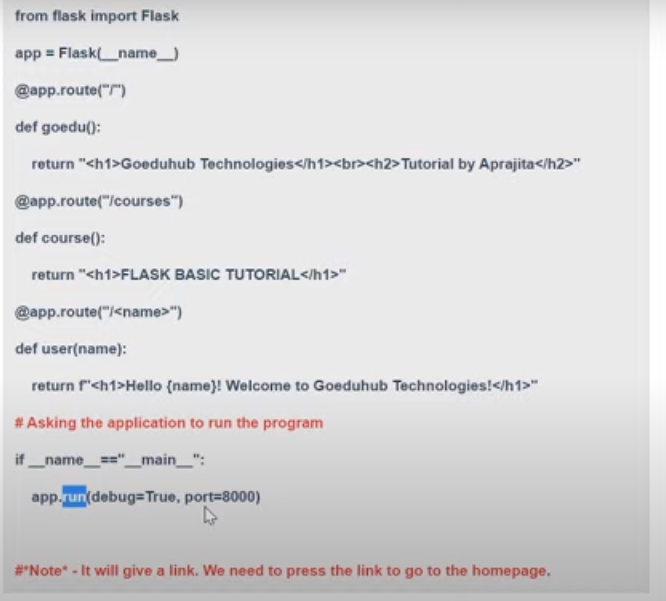 from flask import Flask
app = Flask(__name__)
@app.route("/")
def goedu():
return "<h1>Goeduhub Technologies</h1><br><h2>Tutorial by Aprajita</h2>"
@app.route("/courses")
def course():
return "<h1>FLASK BASIC TUTORIAL</h1>"
@app.route("/<name>")
def user(name):
return f"<h1>Hello {name}! Welcome to Goeduhub Technologies!</h1>"
# Asking the application to run the program
if __name__=="__main__":
app.run(debug=True, port=8000)
#*Note* - It will give a link. We need to press the link to go to the homepage.